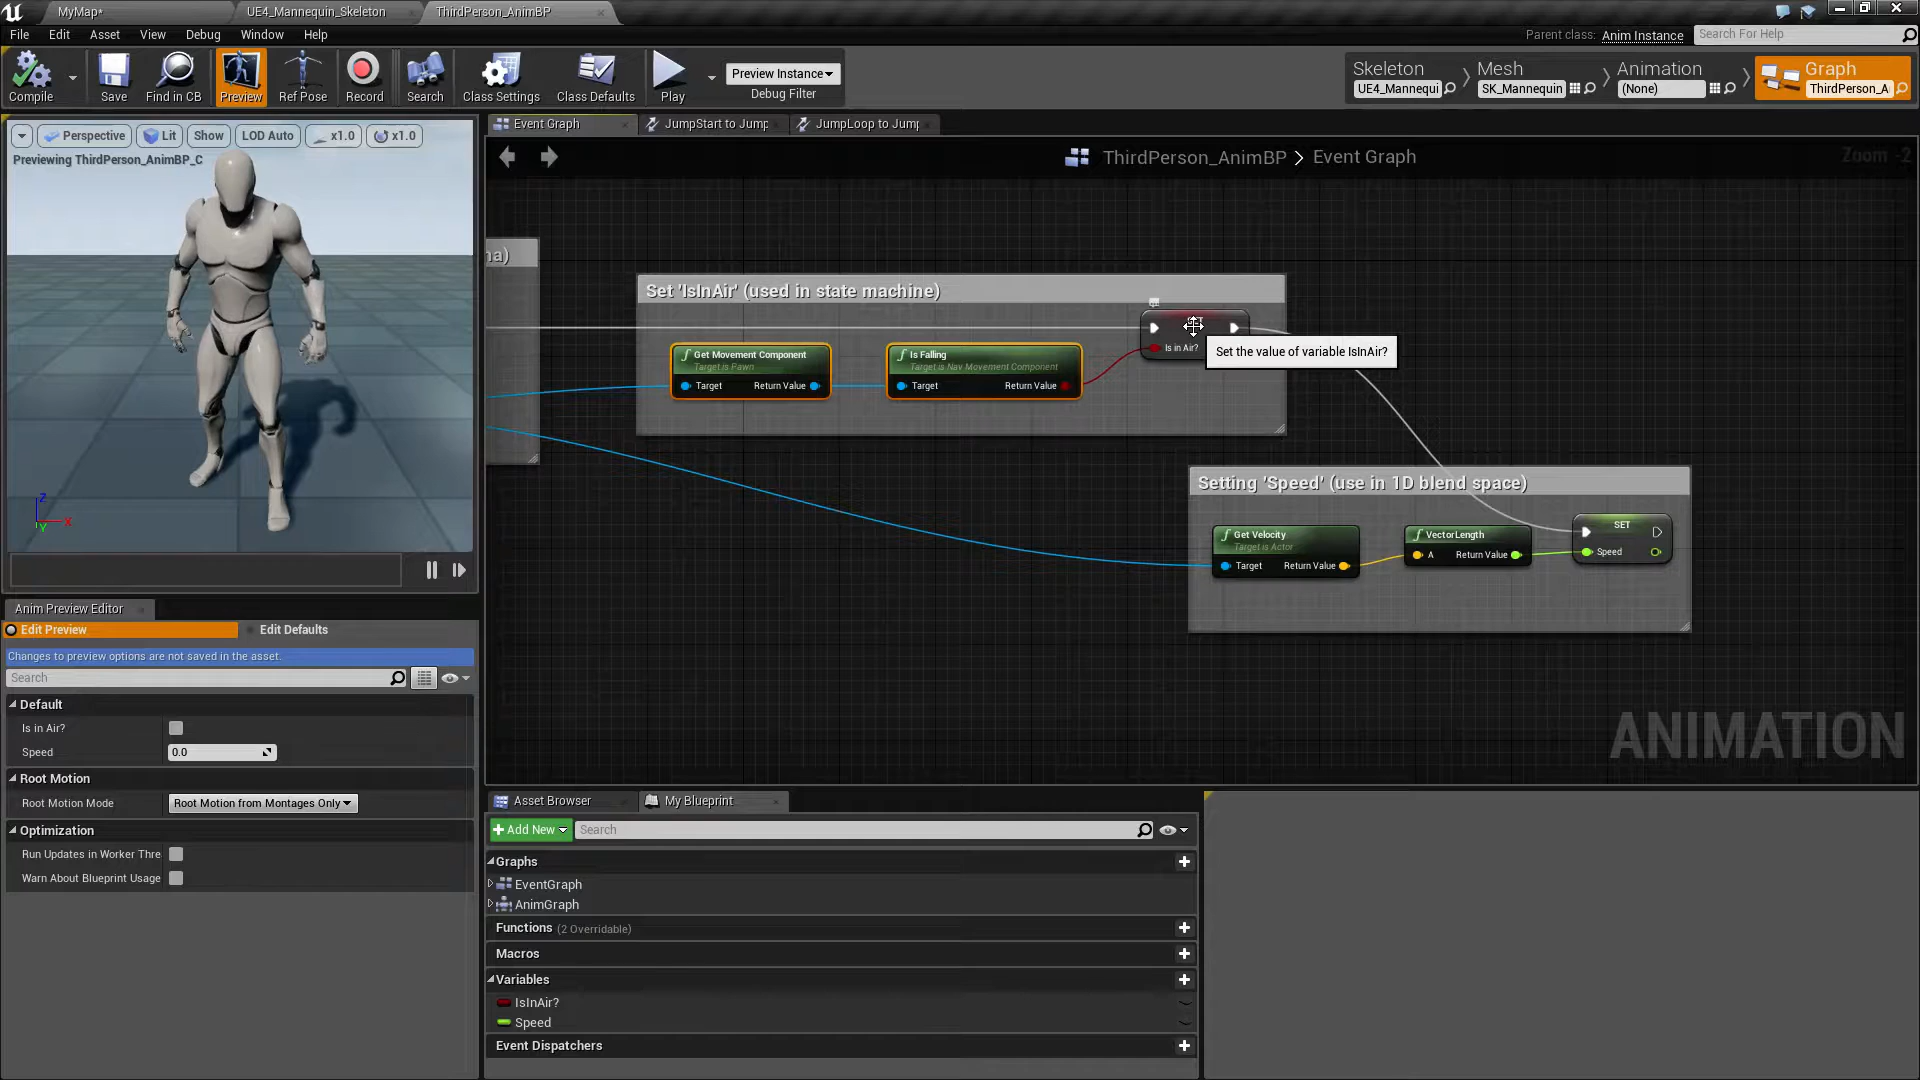 MyMap*
UE4_Mannequin_Skeleton
ThirdPerson_AnimBP
File Edit Asset View Debug Window Help
Parent class: Anim Instance
Search For Help
Compile
Save
Find in CB
Preview
Ref Pose
Record
Search
Class Settings
Class Defaults
Play
Preview Instance
Debug Filter
Skeleton
UE4_Mannequi
Mesh
SK_Mannequin
Animation
(None)
Graph
ThirdPerson_A
Perspective
Lit
Show
LOD Auto
x1.0
x1.0
Previewing ThirdPerson_AnimBP_C
Z
X
Y
Event Graph
JumpStart to Jump
JumpLoop to Jump
ThirdPerson_AnimBP > Event Graph
Zoom -2
na)
Set 'IsInAir' (used in state machine)
Get Movement Component
Target is Pawn
Target
Return Value
Is Falling
Target is Nav Movement Component
Target
Return Value
Is in Air?
Set the value of variable IsInAir?
Setting 'Speed' (use in 1D blend space)
Get Velocity
Target is Actor
Target
Return Value
VectorLength
A
Return Value
SET
Speed
ANIMATION
Anim Preview Editor
Edit Preview
Edit Defaults
Changes to preview options are not saved in the asset.
Search
Default
Is in Air?
Speed
0.0
Root Motion
Root Motion Mode
Root Motion from Montages Only
Optimization
Run Updates in Worker Thre
Warn About Blueprint Usage
Asset Browser
My Blueprint
Add New
Search
Graphs
EventGraph
AnimGraph
Functions (2 Overridable)
Macros
Variables
IsInAir?
Speed
Event Dispatchers